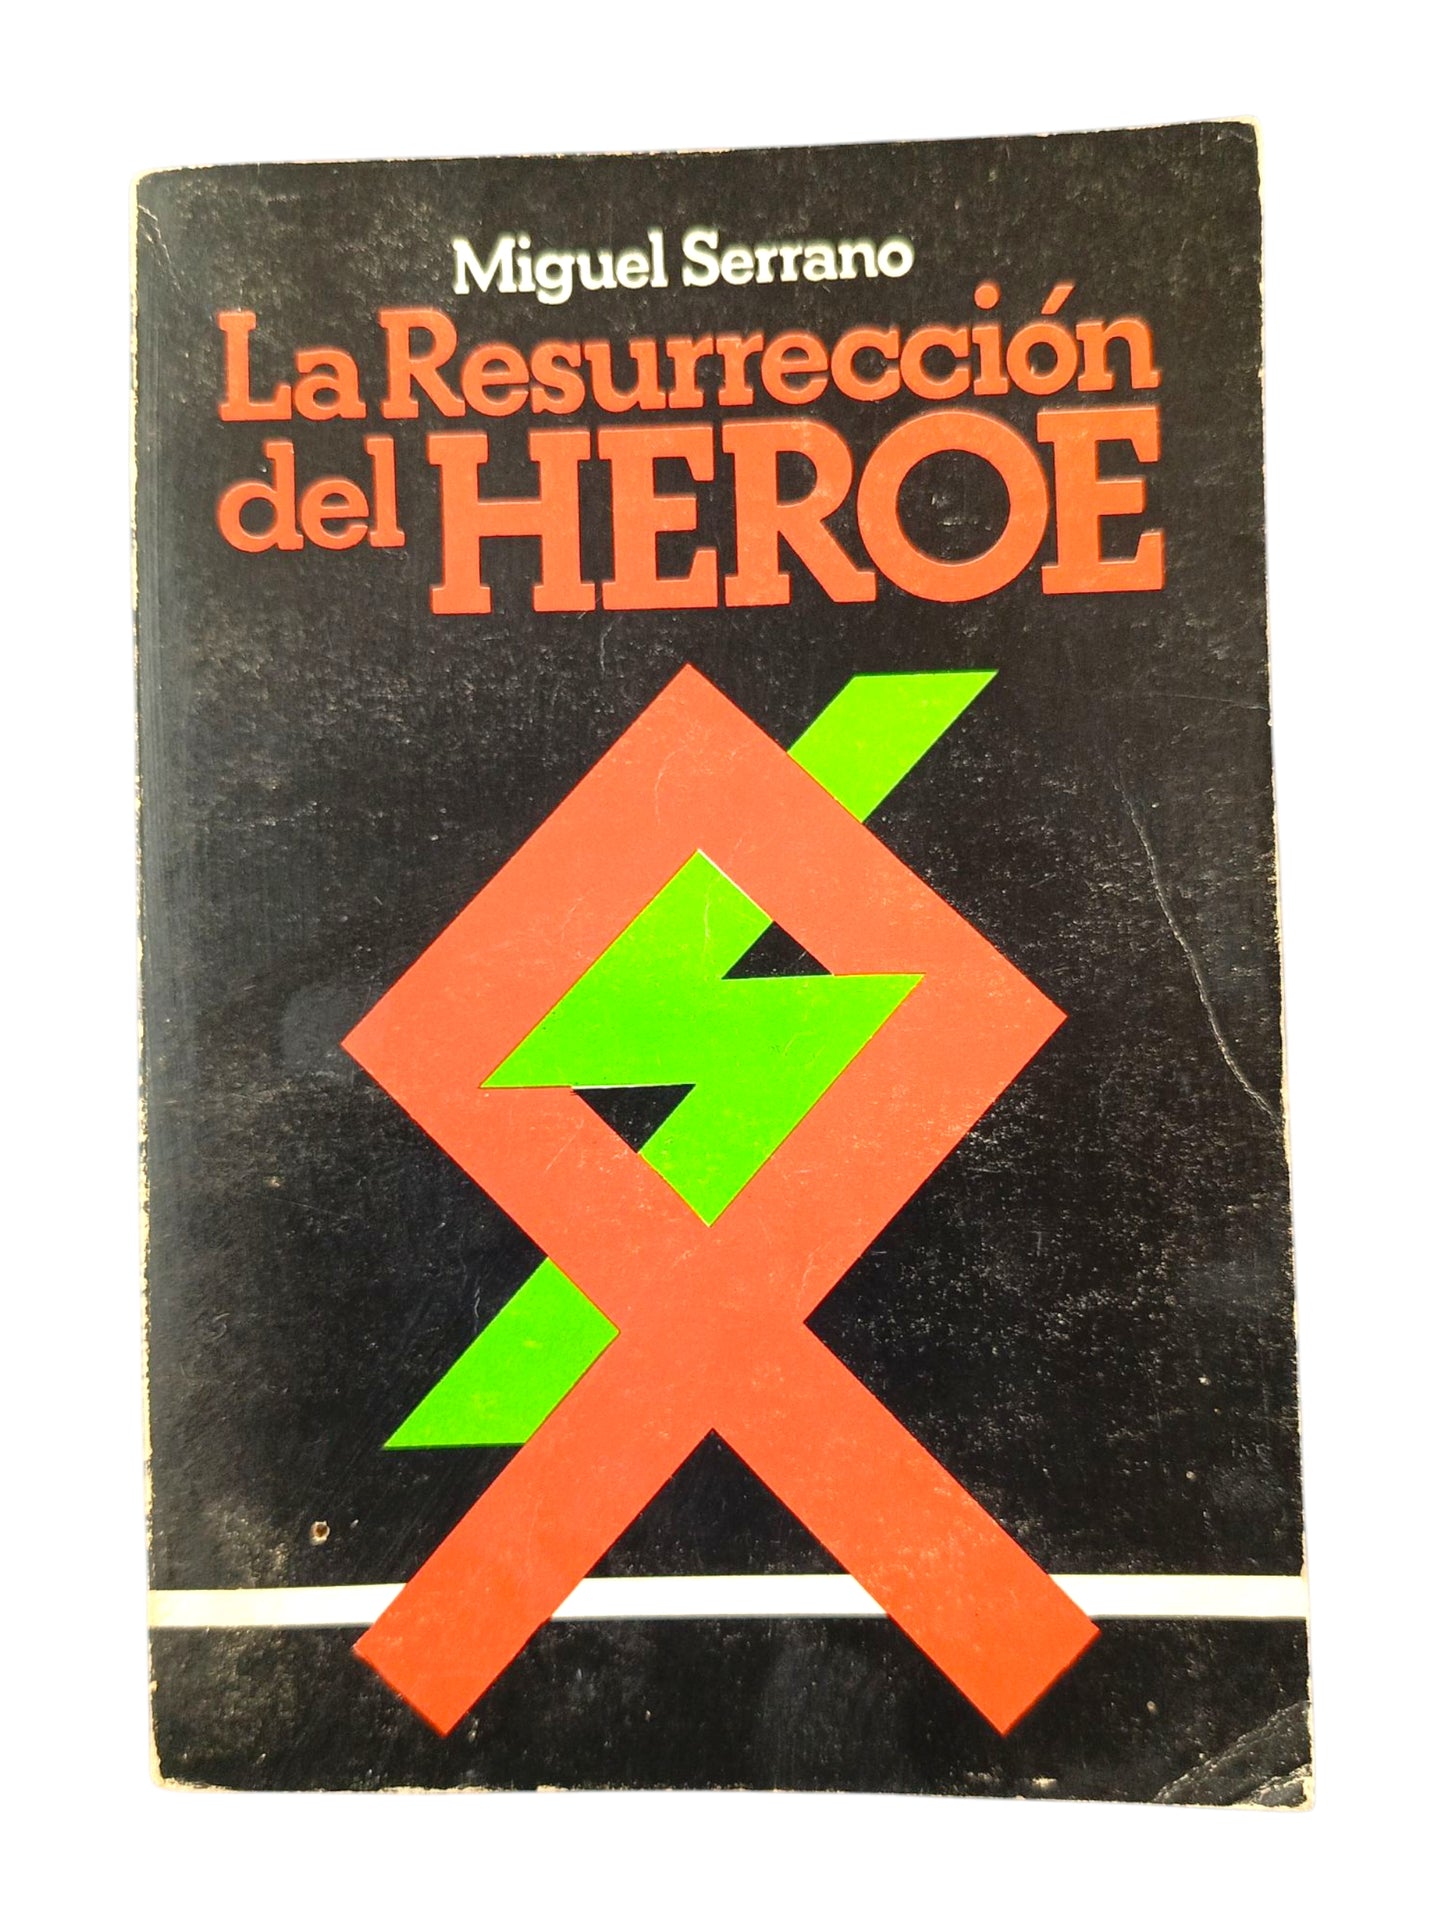 Miguel Serrano
La Resurrección
del HEROE